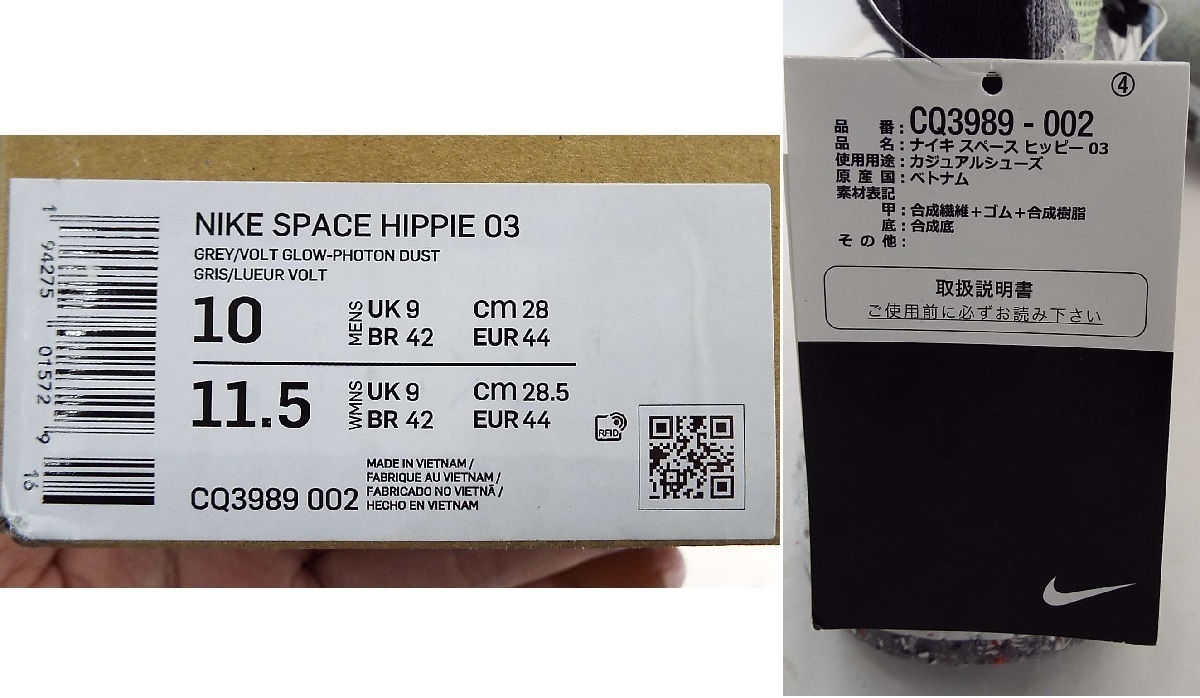 NIKE SPACE HIPPIE 03
GREY/VOLT GLOW-PHOTON DUST
GRIS/LUEUR VOLT
10
MENS
UK 9 cm 28
BR 42 EUR 44
11.5
WMNS
UK 9 cm 28.5
BR 42 EUR 44
RFID
CQ3989 002
MADE IN VIETNAM /
FABRIQUE AU VIETNAM /
FABRICADO NO VIETNÃ /
HECHO EN VIETNAM
1 94275 01572 9
16
④
品 番：CQ3989 - 002
品 名：ナイキ スペース ヒッピー 03
使用用途：カジュアルシューズ
原 産 国：ベトナム
素材表記
甲：合成繊維＋ゴム＋合成樹脂
底：合成底
そ の 他：
取扱説明書
ご使用前に必ずお読み下さい